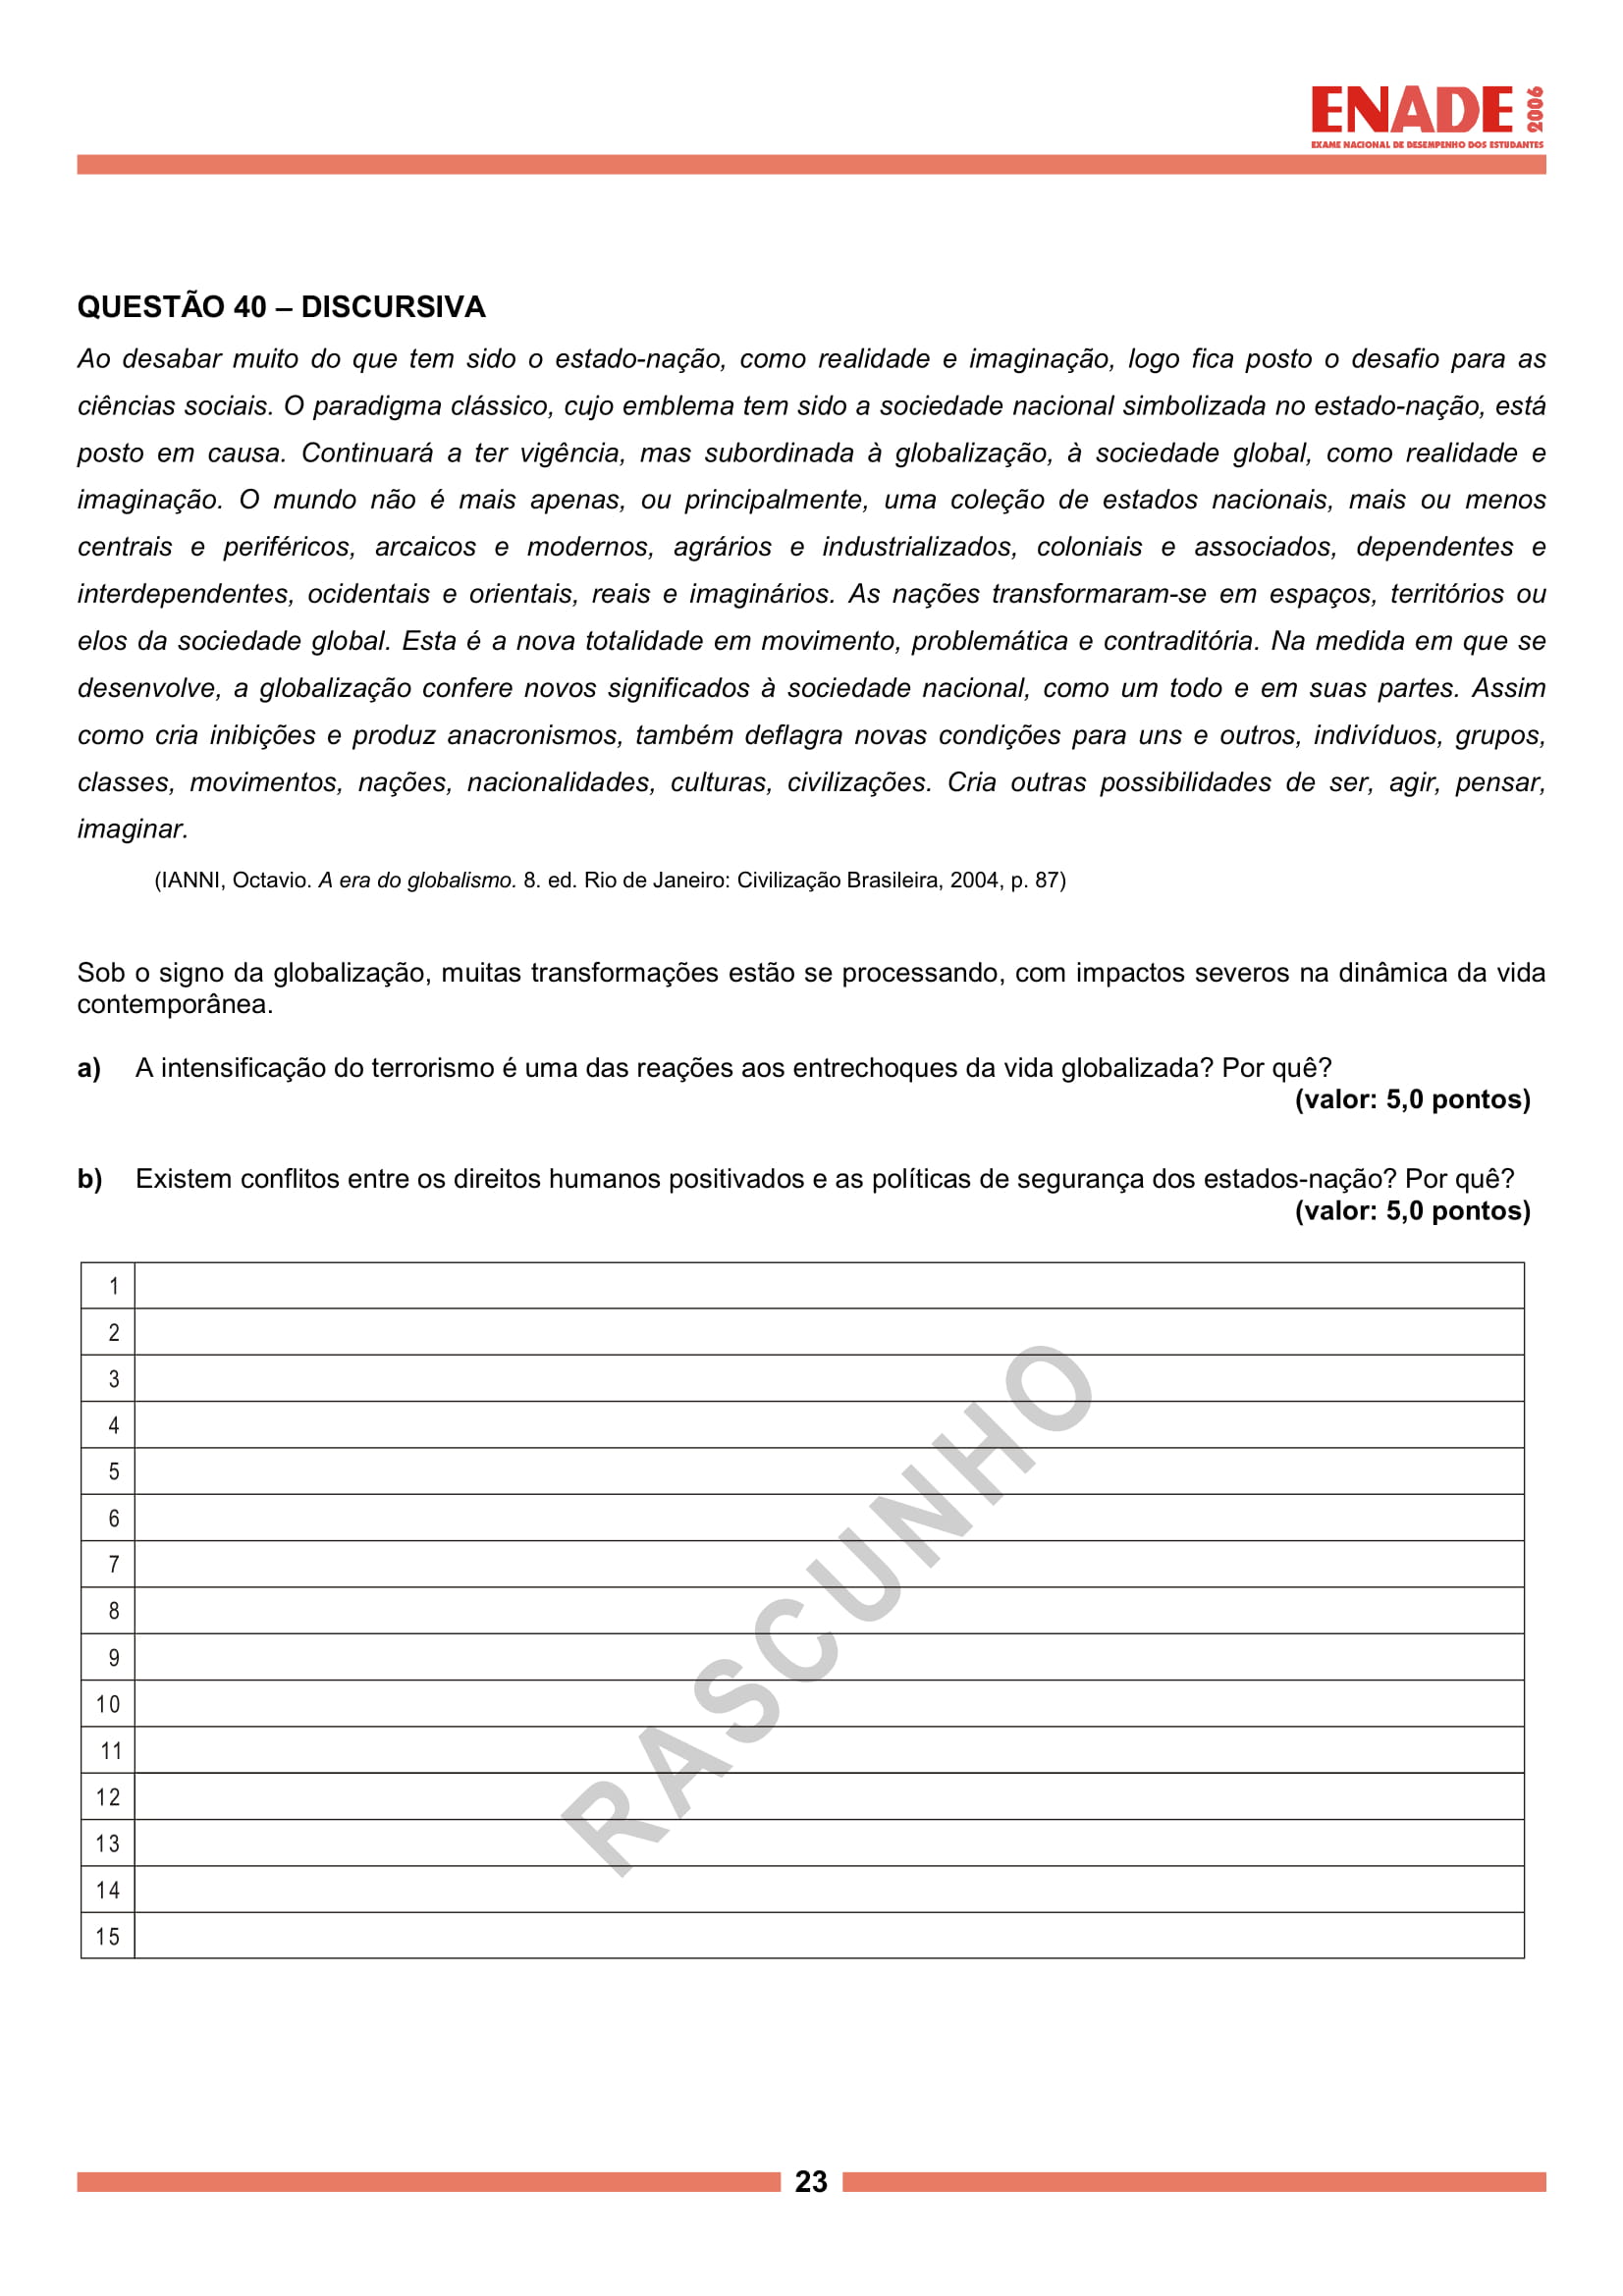 ENADE 2006
EXAME NACIONAL DE DESEMPENHO DOS ESTUDANTES
QUESTÃO 40 – DISCURSIVA
Ao desabar muito do que tem sido o estado-nação, como realidade e imaginação, logo fica posto o desafio para as
ciências sociais. O paradigma clássico, cujo emblema tem sido a sociedade nacional simbolizada no estado-nação, está
posto em causa. Continuará a ter vigência, mas subordinada à globalização, à sociedade global, como realidade e
imaginação. O mundo não é mais apenas, ou principalmente, uma coleção de estados nacionais, mais ou menos
centrais e periféricos, arcaicos e modernos, agrários e industrializados, coloniais e associados, dependentes e
interdependentes, ocidentais e orientais, reais e imaginários. As nações transformaram-se em espaços, territórios ou
elos da sociedade global. Esta é a nova totalidade em movimento, problemática e contraditória. Na medida em que se
desenvolve, a globalização confere novos significados à sociedade nacional, como um todo e em suas partes. Assim
como cria inibições e produz anacronismos, também deflagra novas condições para uns e outros, indivíduos, grupos,
classes, movimentos, nações, nacionalidades, culturas, civilizações. Cria outras possibilidades de ser, agir, pensar,
imaginar.
(IANNI, Octavio. A era do globalismo. 8. ed. Rio de Janeiro: Civilização Brasileira, 2004, p. 87)
Sob o signo da globalização, muitas transformações estão se processando, com impactos severos na dinâmica da vida
contemporânea.
a) A intensificação do terrorismo é uma das reações aos entrechoques da vida globalizada? Por quê?
(valor: 5,0 pontos)
b) Existem conflitos entre os direitos humanos positivados e as políticas de segurança dos estados-nação? Por quê?
(valor: 5,0 pontos)
1
2
3
4
5
6
7
8
9
10
11
12
13
14
15
RASCUNHO
23